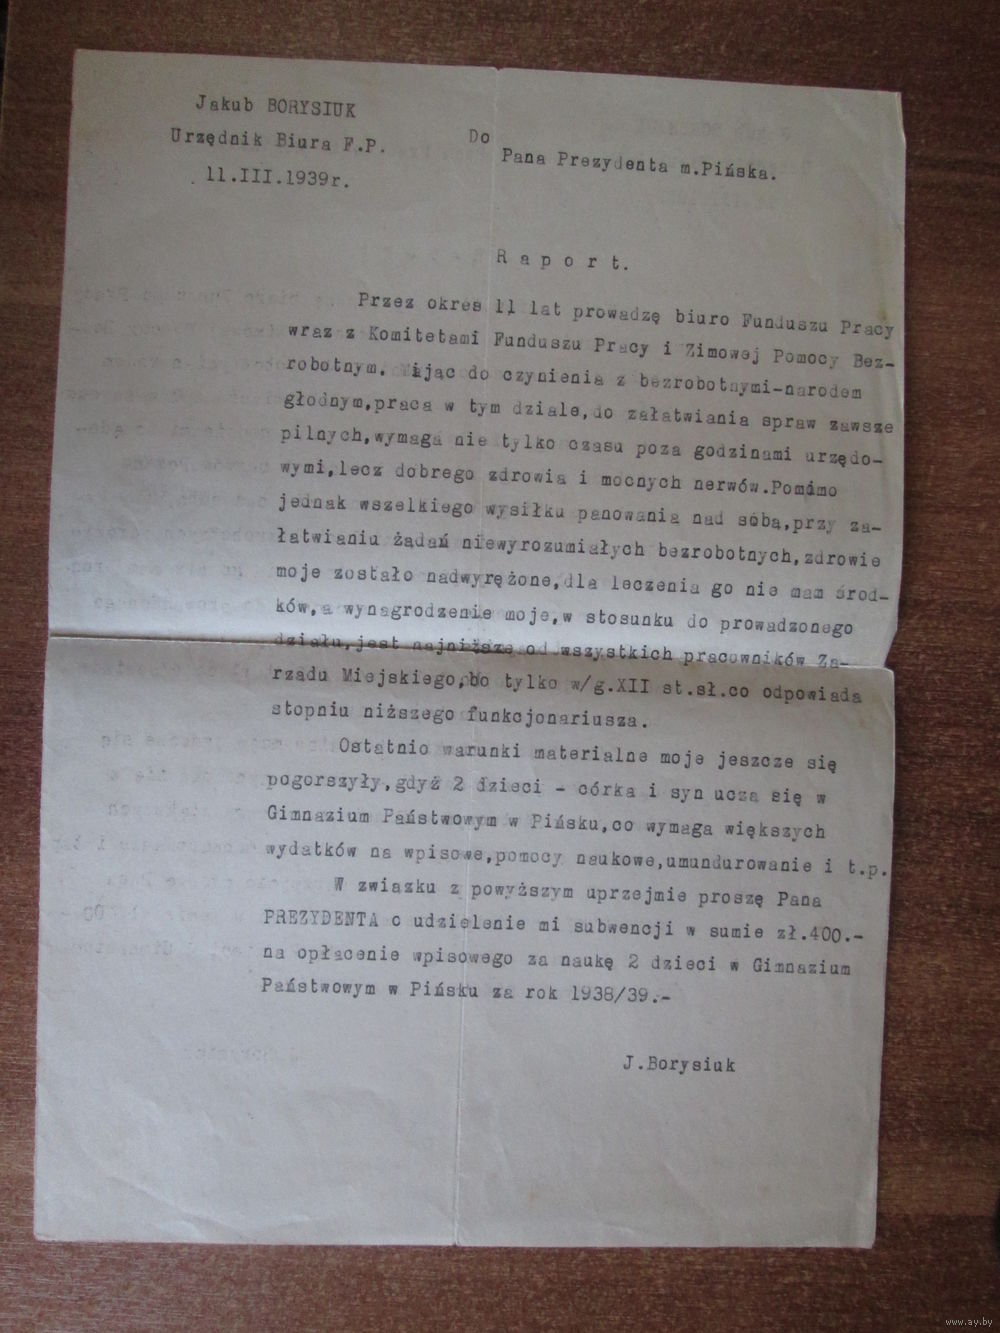 Jakub BORYSIUK
Urzędnik Biura F.P.
11.III.1939r.
Do
Pana Prezydenta m.Pińska.
R a p o r t.
Przez okres 11 lat prowadzę biuro Funduszu Pracy
wraz z Komitetami Funduszu Pracy i Zimowej Pomocy Bez-
robotnym. Mając do czynienia z bezrobotnymi-narodem
głodnym,praca w tym dziale,do załatwiania spraw zawsze
pilnych,wymaga nie tylko czasu poza godzinami urzędo-
wymi,lecz dobrego zdrowia i mocnych nerwów.Pomimo
jednak wszelkiego wysiłku panowania nad sobą,przy za-
łatwianiu żądań niewyrozumiałych bezrobotnych,zdrowie
moje zostało nadwyrężone,dla leczenia go nie mam środ-
ków,a wynagrodzenie moje,w stosunku do prowadzonego
działu,jest najniższe od wszystkich pracowników Za-
rządu Miejskiego,bo tylko w/g.XII st.sł.co odpowiada
stopniu niższego funkcjonariusza.
Ostatnio warunki materialne moje jeszcze się
pogorszyły,gdyż 2 dzieci - córka i syn uczą się w
Gimnazium Państwowym w Pińsku,co wymaga większych
wydatków na wpisowe,pomocy naukowe,umundurowanie i t.p.
W związku z powyższym uprzejmie proszę Pana
PREZYDENTA o udzielenie mi subwencji w sumie zł.400.-
na opłacenie wpisowego za naukę 2 dzieci w Gimnazium
Państwowym w Pińsku za rok 1938/39.-
J.Borysiuk
www.ay.by